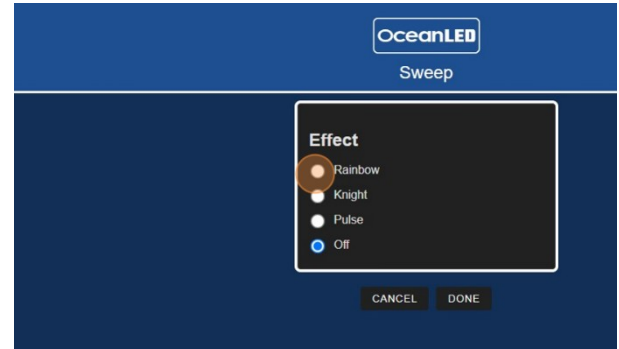 OceanLED
Sweep
Effect
Rainbow
Knight
Pulse
Off
CANCEL DONE